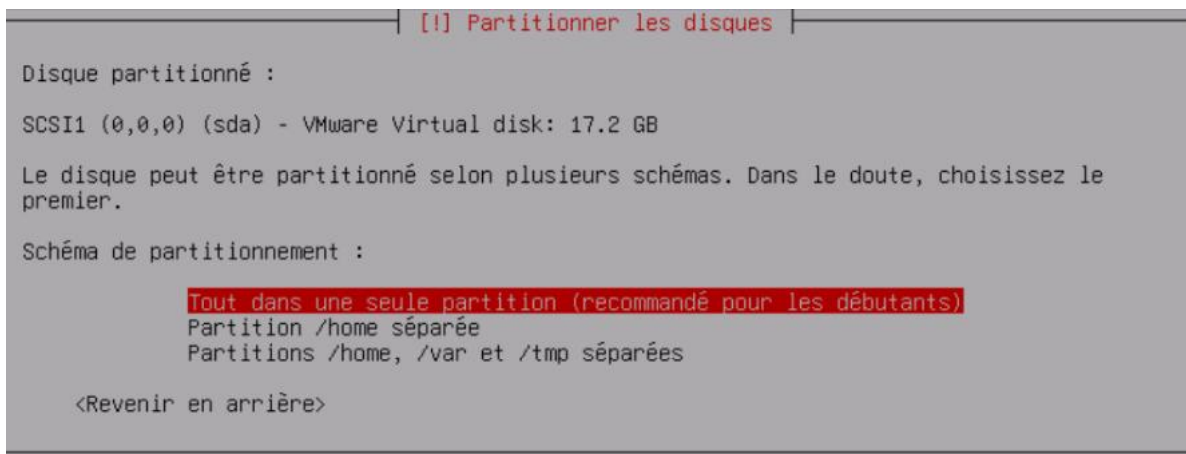 [!] Partitionner les disques
Disque partitionné :
SCSI1 (0,0,0) (sda) - VMware Virtual disk: 17.2 GB
Le disque peut être partitionné selon plusieurs schémas. Dans le doute, choisissez le
premier.
Schéma de partitionnement :
Tout dans une seule partition (recommandé pour les débutants)
Partition /home séparée
Partitions /home, /var et /tmp séparées
<Revenir en arrière>